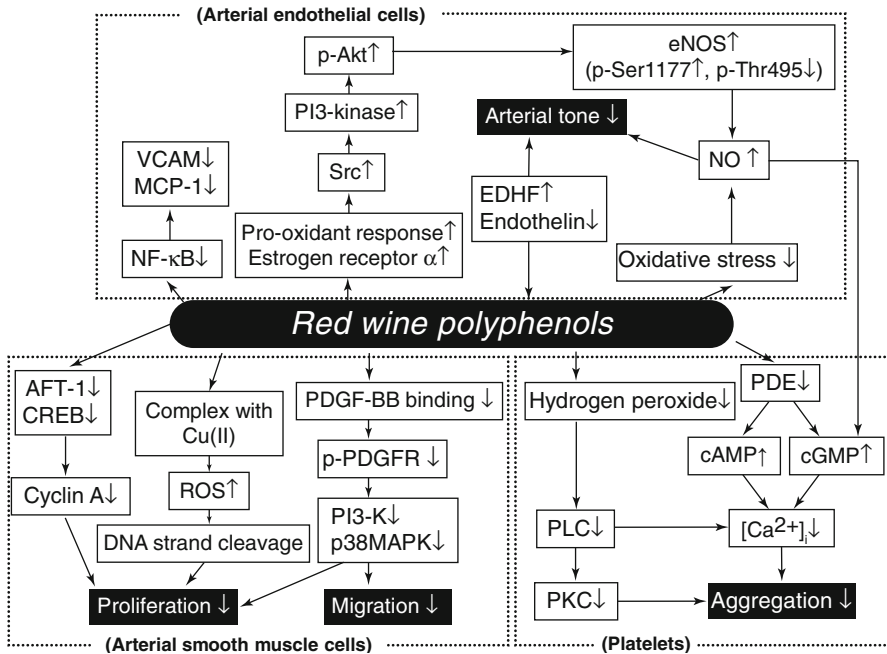 (Arterial endothelial cells)
p-Akt↑
eNOS↑
(p-Ser1177↑, p-Thr495↓)
PI3-kinase↑
Arterial tone ↓
VCAM↓
MCP-1↓
Src↑
NO ↑
EDHF↑
Endothelin↓
Pro-oxidant response↑
Estrogen receptor α↑
NF-κB↓
Oxidative stress ↓
Red wine polyphenols
AFT-1↓
CREB↓
Complex with
Cu(II)
PDGF-BB binding ↓
Hydrogen peroxide↓
PDE↓
p-PDGFR ↓
cAMP↑
cGMP↑
Cyclin A↓
ROS↑
PI3-K↓
p38MAPK↓
PLC↓
[Ca2+]i↓
DNA strand cleavage
Proliferation ↓
Migration ↓
PKC↓
Aggregation ↓
(Arterial smooth muscle cells)
(Platelets)